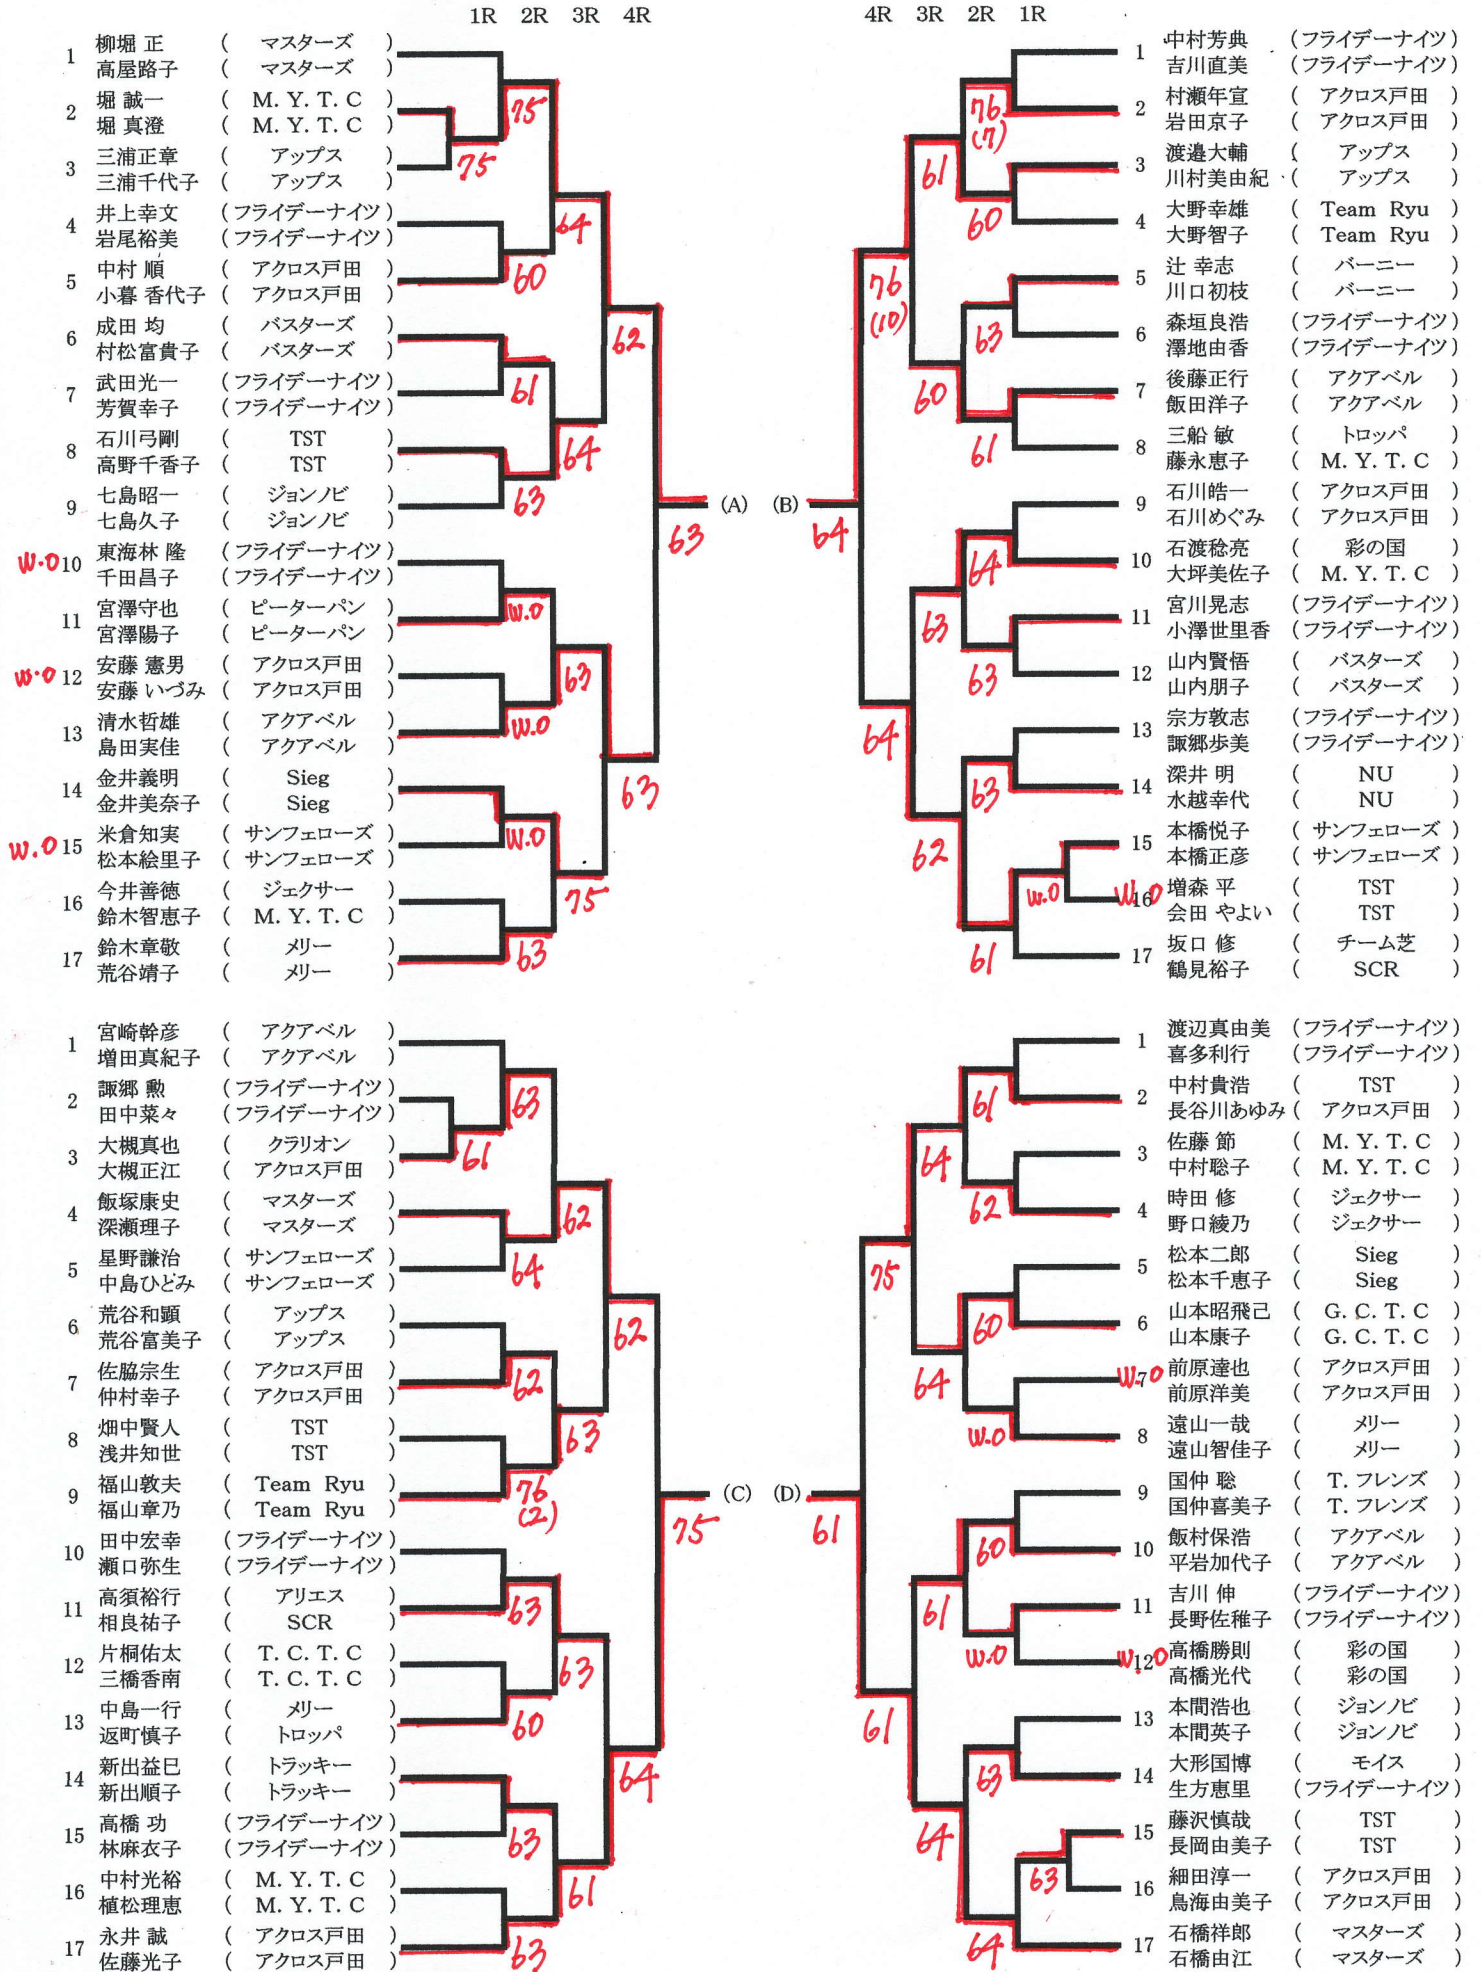 1R 2R 3R 4R
1 柳堀 正 ( マスターズ )
高屋路子 ( マスターズ )
2 堀 誠一 ( M. Y. T. C )
堀 真澄 ( M. Y. T. C )
75
3 三浦正章 ( アップス )
三浦千代子 ( アップス )
75
4 井上幸文 (フライデーナイツ)
岩尾裕美 (フライデーナイツ)
64
5 中村 順 ( アクロス戸田 )
小暮 香代子 ( アクロス戸田 )
60
6 成田 均 ( バスターズ )
村松富貴子 ( バスターズ )
62
7 武田光一 (フライデーナイツ)
芳賀幸子 (フライデーナイツ)
61
8 石川弓剛 ( TST )
高野千香子 ( TST )
64
9 七島昭一 ( ジョンノビ )
七島久子 ( ジョンノビ )
63
(A)
63
W.O 10 東海林 隆 (フライデーナイツ)
千田昌子 (フライデーナイツ)
11 宮澤守也 ( ピーターパン )
宮澤陽子 ( ピーターパン )
W.O
W.O 12 安藤 憲男 ( アクロス戸田 )
安藤 いづみ ( アクロス戸田 )
63
13 清水哲雄 ( アクアベル )
島田実佳 ( アクアベル )
W.O
14 金井義明 ( Sieg )
金井美奈子 ( Sieg )
63
W.O 15 米倉知実 ( サンフェローズ )
松本絵里子 ( サンフェローズ )
W.O
16 今井善徳 ( ジェクサー )
鈴木智恵子 ( M. Y. T. C )
75
17 鈴木章敬 ( メリー )
荒谷靖子 ( メリー )
63
4R 3R 2R 1R
1 中村芳典 (フライデーナイツ)
吉川直美 (フライデーナイツ)
2 村瀬年宣 ( アクロス戸田 )
岩田京子 ( アクロス戸田 )
76
(7)
3 渡邉大輔 ( アップス )
川村美由紀 ( アップス )
61
4 大野幸雄 ( Team Ryu )
大野智子 ( Team Ryu )
60
5 辻 幸志 ( バーニー )
川口初枝 ( バーニー )
76
(10)
6 森垣良浩 (フライデーナイツ)
澤地由香 (フライデーナイツ)
63
7 後藤正行 ( アクアベル )
飯田洋子 ( アクアベル )
60
8 三船 敏 ( トロッパ )
藤永恵子 ( M. Y. T. C )
61
(B)
64
9 石川皓一 ( アクロス戸田 )
石川めぐみ ( アクロス戸田 )
10 石渡稔亮 ( 彩の国 )
大坪美佐子 ( M. Y. T. C )
64
11 宮川晃志 (フライデーナイツ)
小澤世里香 (フライデーナイツ)
63
12 山内賢悟 ( バスターズ )
山内朋子 ( バスターズ )
63
13 宗方敦志 (フライデーナイツ)
諏郷歩美 (フライデーナイツ)
64
14 深井 明 ( NU )
水越幸代 ( NU )
63
15 本橋悦子 ( サンフェローズ )
本橋正彦 ( サンフェローズ )
62
W.O
W.O 16 増森 平 ( TST )
会田 やよい ( TST )
17 坂口 修 ( チーム芝 )
鶴見裕子 ( SCR )
61
1 宮崎幹彦 ( アクアベル )
増田真紀子 ( アクアベル )
2 諏郷 勲 (フライデーナイツ)
田中菜々 (フライデーナイツ)
63
3 大槻真也 ( クラリオン )
大槻正江 ( アクロス戸田 )
61
4 飯塚康史 ( マスターズ )
深瀬理子 ( マスターズ )
62
5 星野謙治 ( サンフェローズ )
中島ひとみ ( サンフェローズ )
64
6 荒谷和顕 ( アップス )
荒谷富美子 ( アップス )
62
7 佐脇宗生 ( アクロス戸田 )
仲村幸子 ( アクロス戸田 )
62
8 畑中賢人 ( TST )
浅井知世 ( TST )
63
9 福山敦夫 ( Team Ryu )
福山章乃 ( Team Ryu )
76
(2)
(C)
75
10 田中宏幸 (フライデーナイツ)
瀬口弥生 (フライデーナイツ)
11 高須裕行 ( アリエス )
相良祐子 ( SCR )
63
12 片桐佑太 ( T. C. T. C )
三橋香南 ( T. C. T. C )
63
13 中島一行 ( メリー )
返町慎子 ( トロッパ )
60
14 新出益巳 ( トラッキー )
新出順子 ( トラッキー )
64
15 高橋 功 (フライデーナイツ)
林麻衣子 (フライデーナイツ)
63
16 中村光裕 ( M. Y. T. C )
植松理恵 ( M. Y. T. C )
61
17 永井 誠 ( アクロス戸田 )
佐藤光子 ( アクロス戸田 )
63
1 渡辺真由美 (フライデーナイツ)
喜多利行 (フライデーナイツ)
2 中村貴浩 ( TST )
長谷川あゆみ ( アクロス戸田 )
61
3 佐藤 節 ( M. Y. T. C )
中村聡子 ( M. Y. T. C )
64
4 時田 修 ( ジェクサー )
野口綾乃 ( ジェクサー )
62
5 松本二郎 ( Sieg )
松本千恵子 ( Sieg )
75
6 山本昭飛己 ( G. C. T. C )
山本康子 ( G. C. T. C )
60
W.O 7 前原達也 ( アクロス戸田 )
前原洋美 ( アクロス戸田 )
64
8 遠山一哉 ( メリー )
遠山智佳子 ( メリー )
W.O
(D)
61
9 国仲 聡 ( T. フレンズ )
国仲喜美子 ( T. フレンズ )
10 飯村保浩 ( アクアベル )
平岩加代子 ( アクアベル )
60
11 吉川 伸 (フライデーナイツ)
長野佐稚子 (フライデーナイツ)
61
W.O 12 高橋勝則 ( 彩の国 )
高橋光代 ( 彩の国 )
W.O
13 本間浩也 ( ジョンノビ )
本間英子 ( ジョンノビ )
61
14 大形国博 ( モイス )
生方恵里 (フライデーナイツ)
63
15 藤沢慎哉 ( TST )
長岡由美子 ( TST )
64
63
16 細田淳一 ( アクロス戸田 )
鳥海由美子 ( アクロス戸田 )
17 石橋祥郎 ( マスターズ )
石橋由江 ( マスターズ )
64